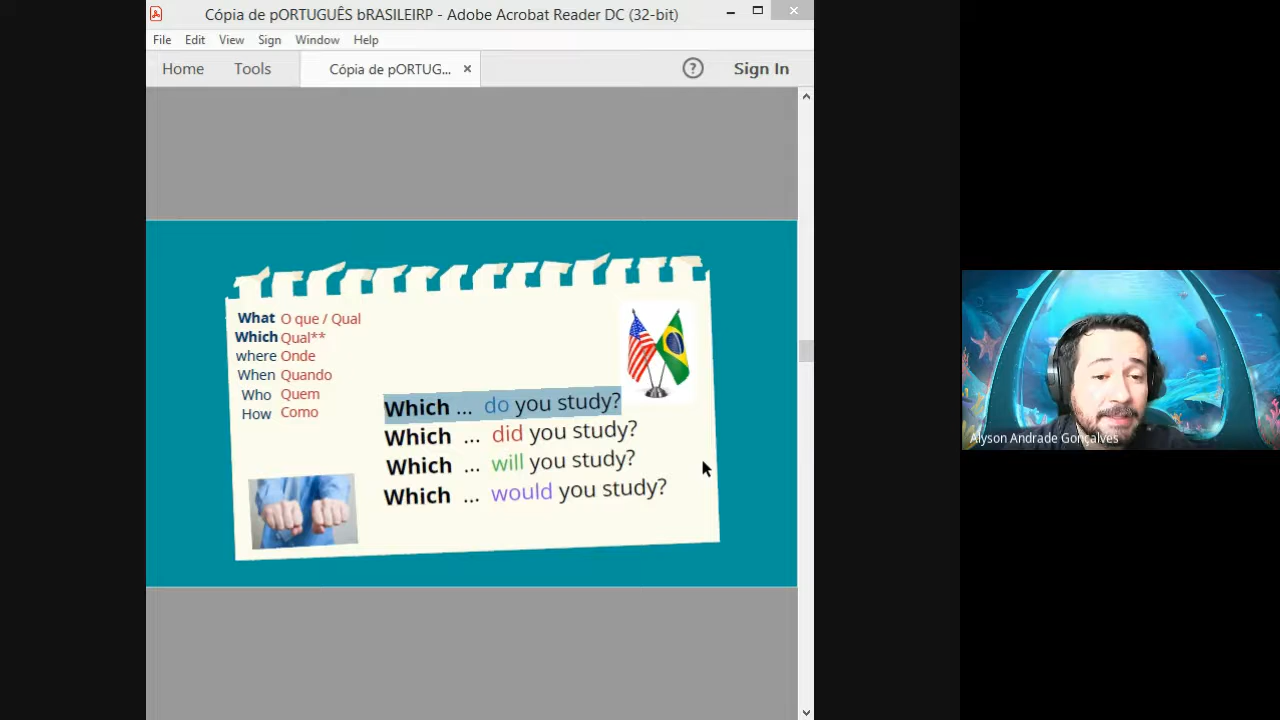 Cópia de pORTUGUÊS bRASILEIRP - Adobe Acrobat Reader DC (32-bit)
File Edit View Sign Window Help
Home Tools Cópia de pORTUG... × ? Sign In
What O que / Qual
Which Qual**
where Onde
When Quando
Who Quem
How Como
Which ... do you study?
Which ... did you study?
Which ... will you study?
Which ... would you study?
Alyson Andrade Gonçalves